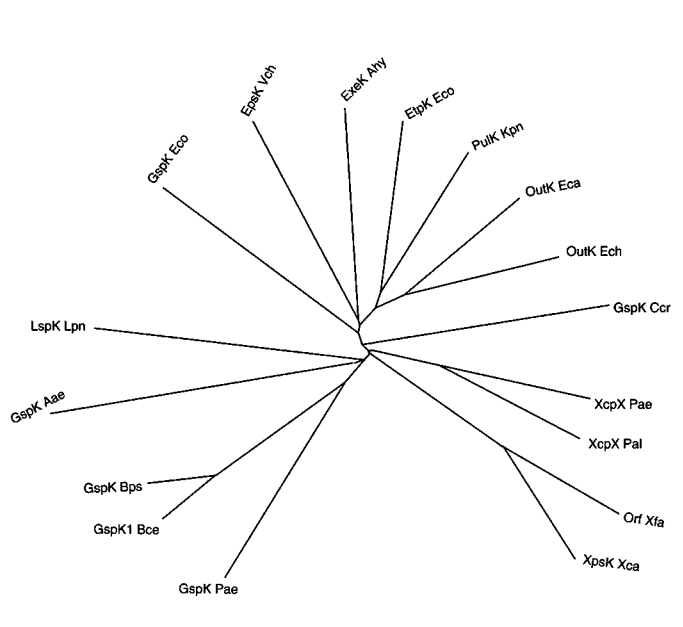 ExeK Ahy
EpsK Vch
EtpK Eco
PulK Kpn
GspK Eco
OutK Eca
OutK Ech
GspK Ccr
LspK Lpn
GspK Aae
XcpX Pae
XcpX Pal
GspK Bps
GspK1 Bce
Orf Xfa
XpsK Xca
GspK Pae